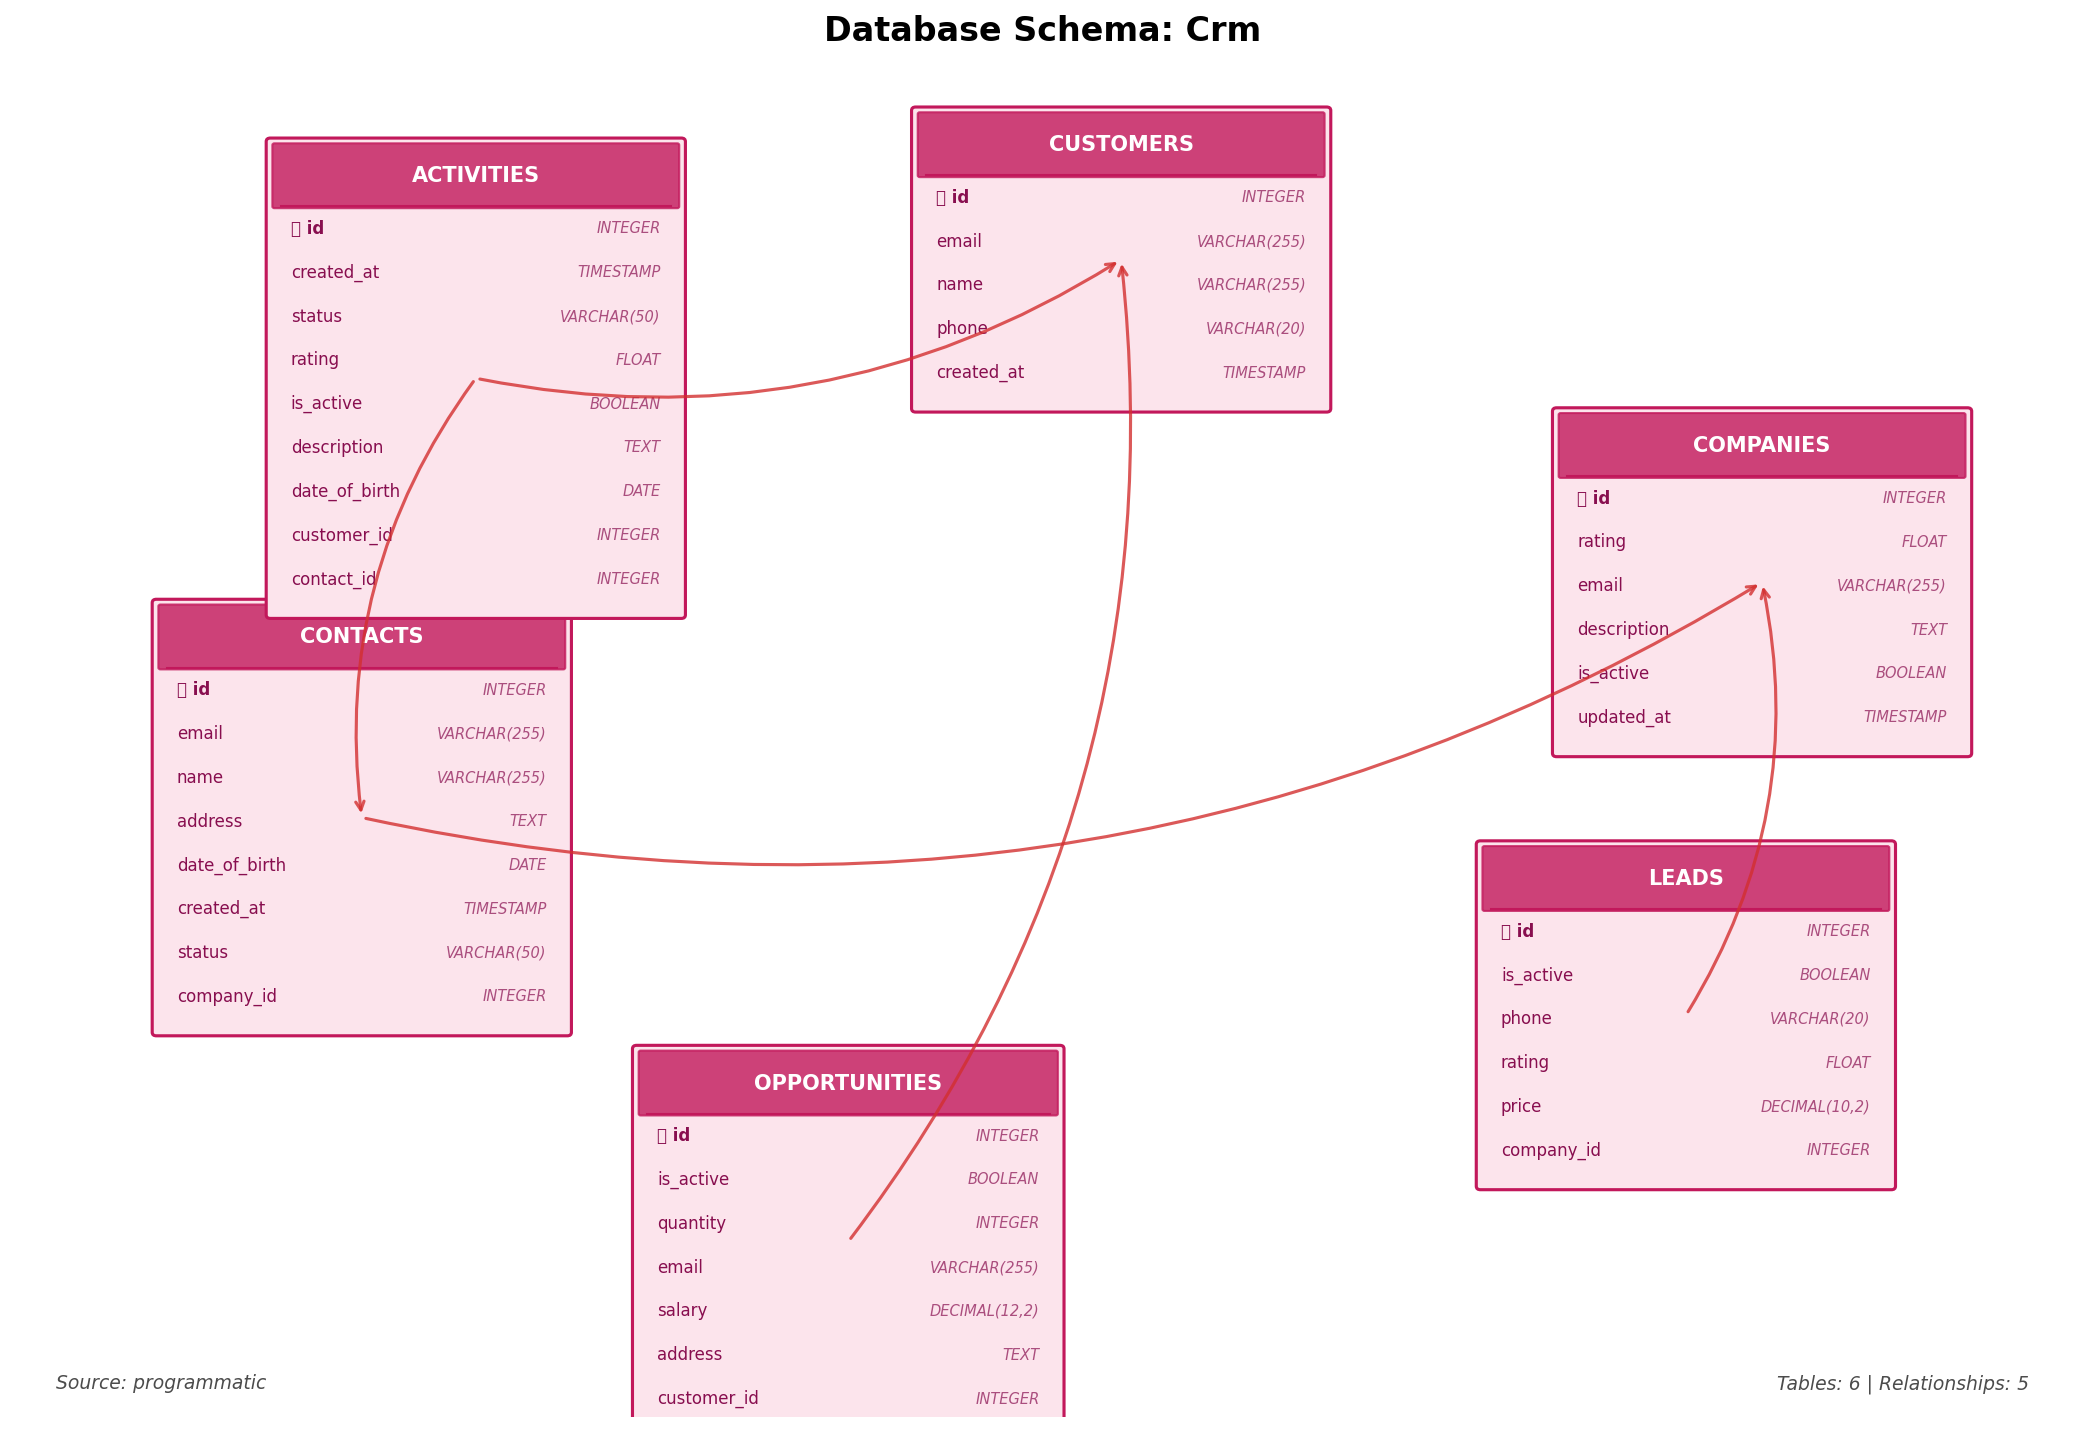 Database Schema: Crm
ACTIVITIES
id INTEGER
created_at TIMESTAMP
status VARCHAR(50)
rating FLOAT
is_active BOOLEAN
description TEXT
date_of_birth DATE
customer_id INTEGER
contact_id INTEGER
CUSTOMERS
id INTEGER
email VARCHAR(255)
name VARCHAR(255)
phone VARCHAR(20)
created_at TIMESTAMP
COMPANIES
id INTEGER
rating FLOAT
email VARCHAR(255)
description TEXT
is_active BOOLEAN
updated_at TIMESTAMP
CONTACTS
id INTEGER
email VARCHAR(255)
name VARCHAR(255)
address TEXT
date_of_birth DATE
created_at TIMESTAMP
status VARCHAR(50)
company_id INTEGER
LEADS
id INTEGER
is_active BOOLEAN
phone VARCHAR(20)
rating FLOAT
price DECIMAL(10,2)
company_id INTEGER
OPPORTUNITIES
id INTEGER
is_active BOOLEAN
quantity INTEGER
email VARCHAR(255)
salary DECIMAL(12,2)
address TEXT
customer_id INTEGER
Source: programmatic
Tables: 6 | Relationships: 5